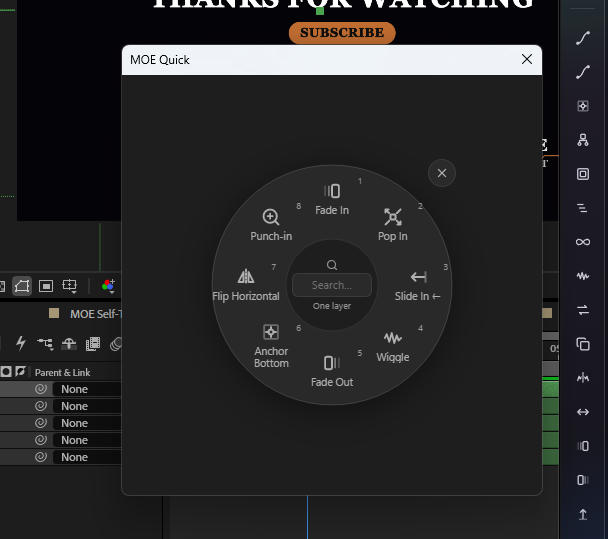 THANKS FOR WATCHING
SUBSCRIBE
MOE Quick
1
Fade In
8
2
Punch-in
Pop In
7
3
Search...
Flip Horizontal
Slide In ←
One layer
6
4
Anchor
Bottom
Wiggle
5
Fade Out
MOE Self-T
05
Parent & Link
None
None
None
None
None